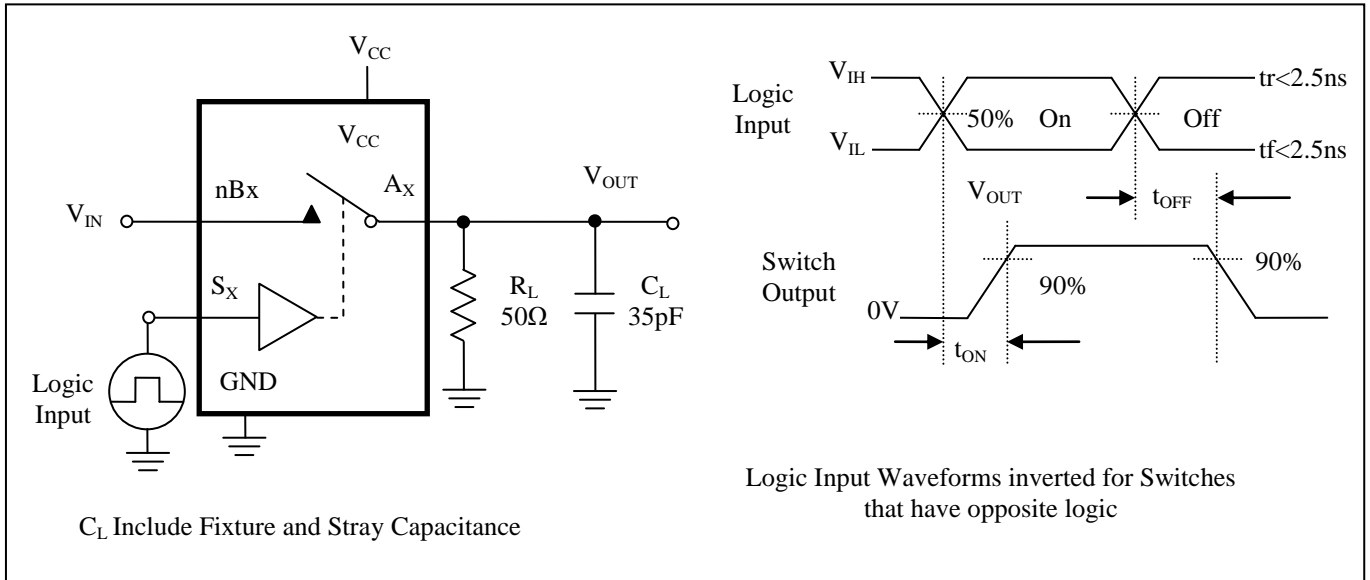 VCC
VCC
nBx
AX
VOUT
VIN
SX
RL
50Ω
CL
35pF
GND
Logic
Input
CL Include Fixture and Stray Capacitance
VIH
tr<2.5ns
Logic
Input
50%
On
Off
VIL
tf<2.5ns
VOUT
tOFF
Switch
Output
90%
90%
0V
tON
Logic Input Waveforms inverted for Switches
that have opposite logic